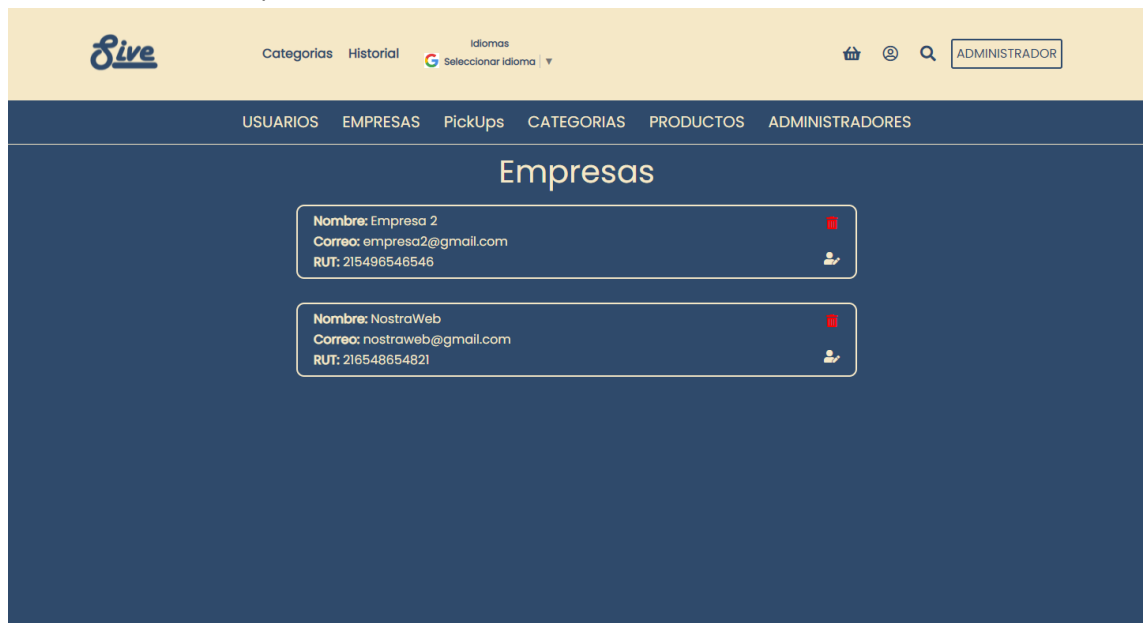 Sive
Categorias Historial
Idiomas
Seleccionar idioma ▼
ADMINISTRADOR
USUARIOS EMPRESAS PickUps CATEGORIAS PRODUCTOS ADMINISTRADORES
Empresas
Nombre: Empresa 2
Correo: empresa2@gmail.com
RUT: 215496546546
Nombre: NostraWeb
Correo: nostraweb@gmail.com
RUT: 216548654821